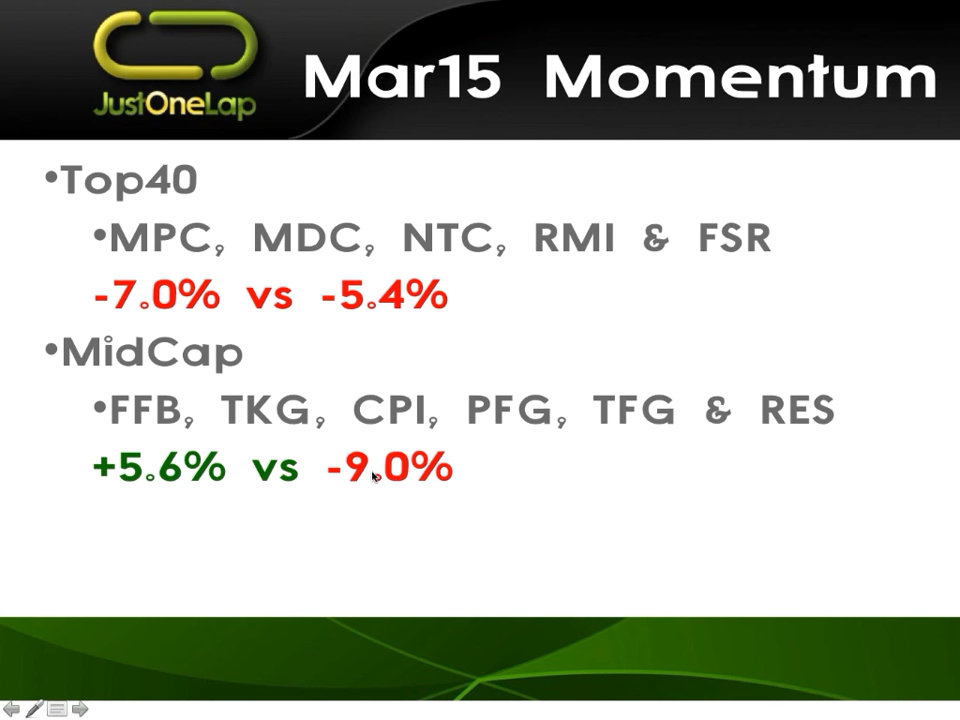 JustOneLap
Mar15 Momentum
•Top40
•MPC, MDC, NTC, RMI & FSR
-7.0% vs -5.4%
•MidCap
•FFB, TKG, CPI, PFG, TFG & RES
+5.6% vs -9.0%